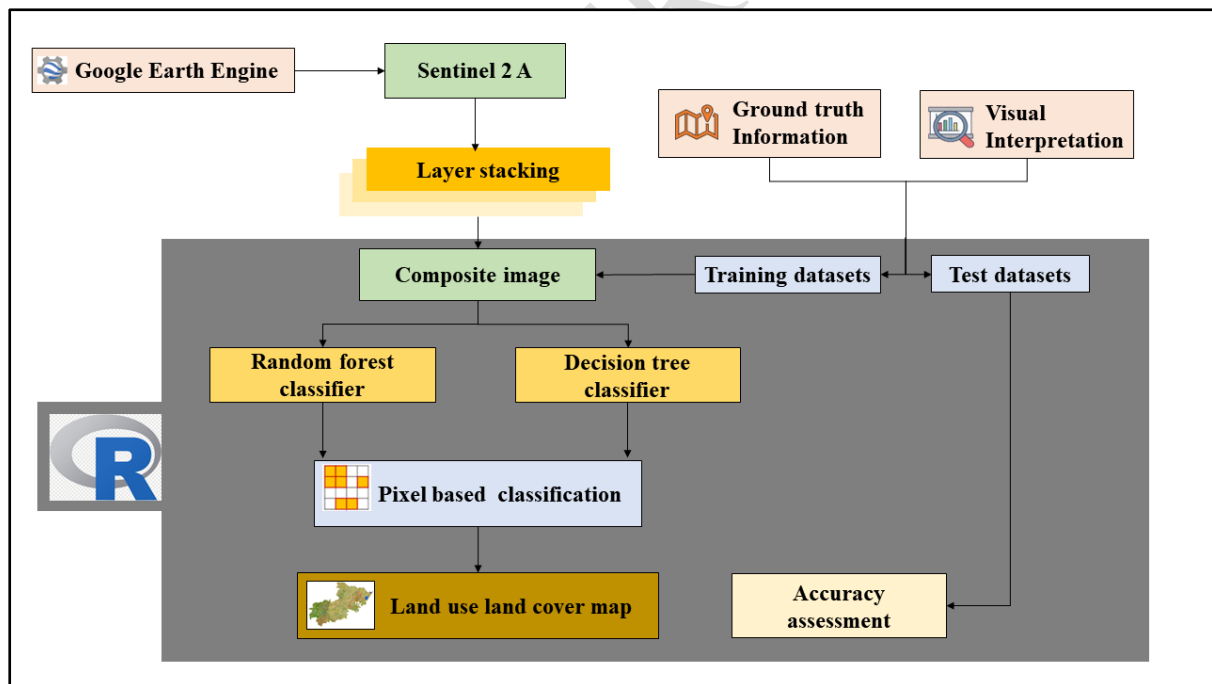 Google Earth Engine
Sentinel 2 A
Ground truth
Information
Visual
Interpretation
Layer stacking
Composite image
Training datasets
Test datasets
Random forest
classifier
Decision tree
classifier
R
Pixel based classification
Land use land cover map
Accuracy
assessment